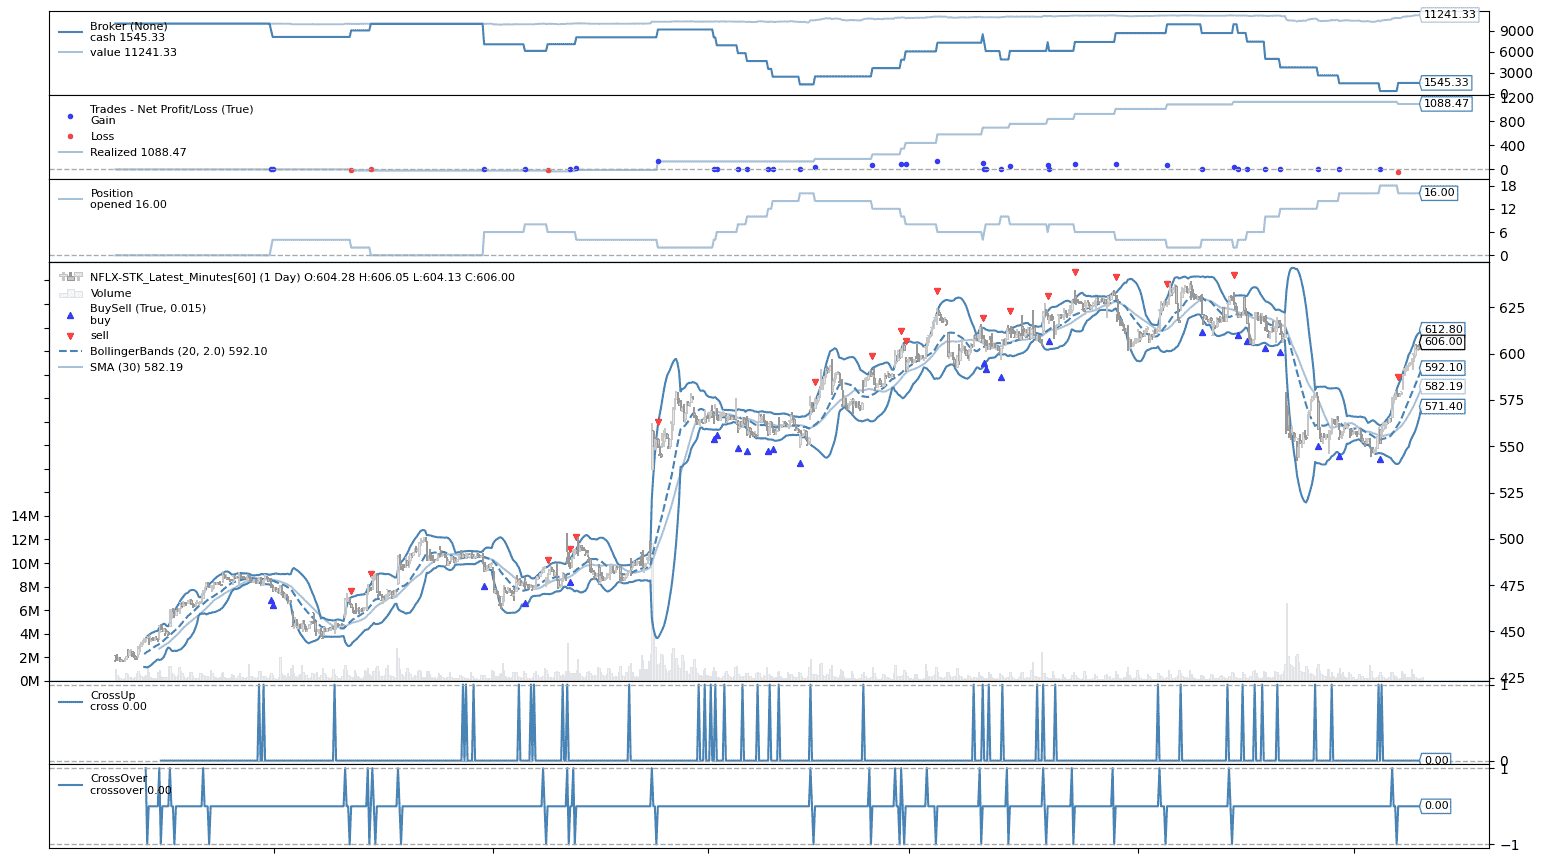 Broker (None)
cash 1545.33
value 11241.33
11241.33
9000
6000
3000
1545.33
0
Trades - Net Profit/Loss (True)
Gain
Loss
Realized 1088.47
1200
1088.47
800
400
0
Position
opened 16.00
18
16.00
12
6
0
NFLX-STK_Latest_Minutes[60] (1 Day) O:604.28 H:606.05 L:604.13 C:606.00
Volume
BuySell (True, 0.015)
buy
sell
BollingerBands (20, 2.0) 592.10
SMA (30) 582.19
625
612.80
606.00
600
592.10
582.19
575
571.40
550
525
500
475
450
425
14M
12M
10M
8M
6M
4M
2M
0M
CrossUp
cross 0.00
1
0.00
0
CrossOver
crossover 0.00
1
0.00
−1